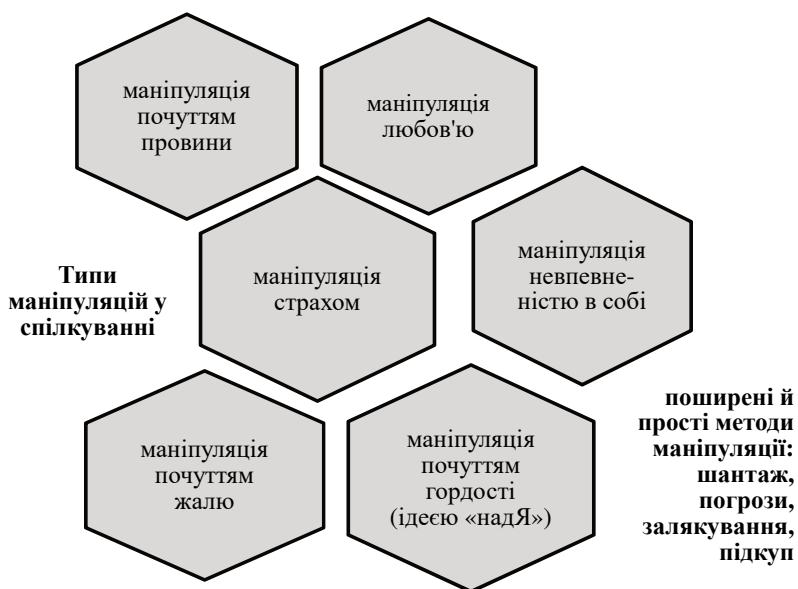 маніпуляція
почуттям
провини
маніпуляція
любов'ю
Типи
маніпуляцій у
спілкуванні
маніпуляція
страхом
маніпуляція
невпевне-
ністю в собі
маніпуляція
почуттям
жалю
маніпуляція
почуттям
гордості
(ідеєю «надЯ»)
поширені й
прості методи
маніпуляції:
шантаж,
погрози,
залякування,
підкуп